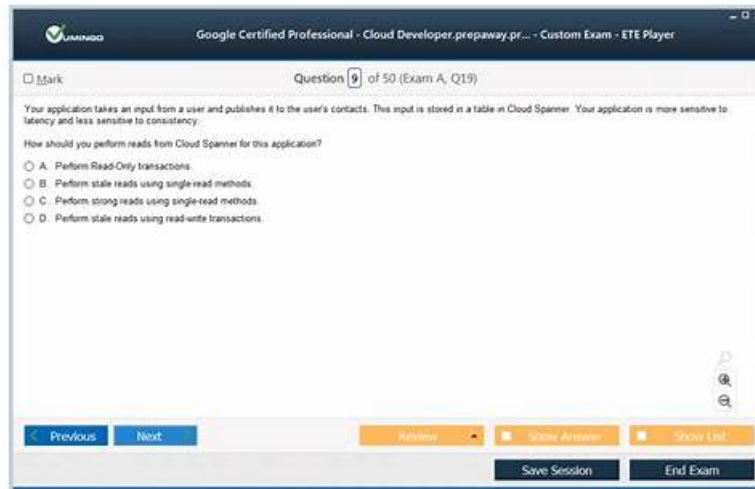 VUMINGO
Google Certified Professional - Cloud Developer.prepaway.pr... - Custom Exam - ETE Player
Mark
Question 9 of 50 (Exam A, Q19)
Your application takes an input from a user and publishes it to the user's contacts. This input is stored in a table in Cloud Spanner. Your application is more sensitive to
latency and less sensitive to consistency.
How should you perform reads from Cloud Spanner for this application?
A. Perform Read-Only transactions.
B. Perform stale reads using single-read methods.
C. Perform strong reads using single-read methods.
D. Perform stale reads using read-write transactions.
Previous
Next
Review
Show Answer
Show List
Save Session
End Exam